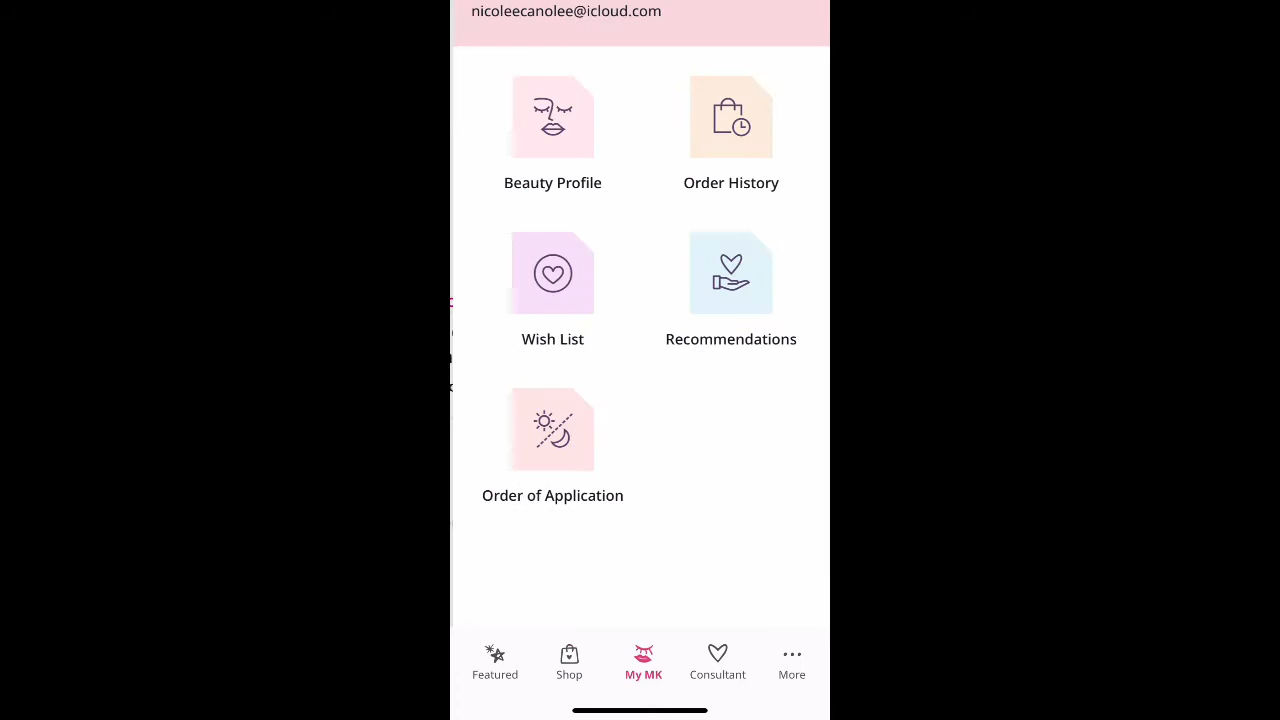 nicoleecanolee@icloud.com
Beauty Profile
Order History
Wish List
Recommendations
Order of Application
Featured
Shop
My MK
Consultant
More